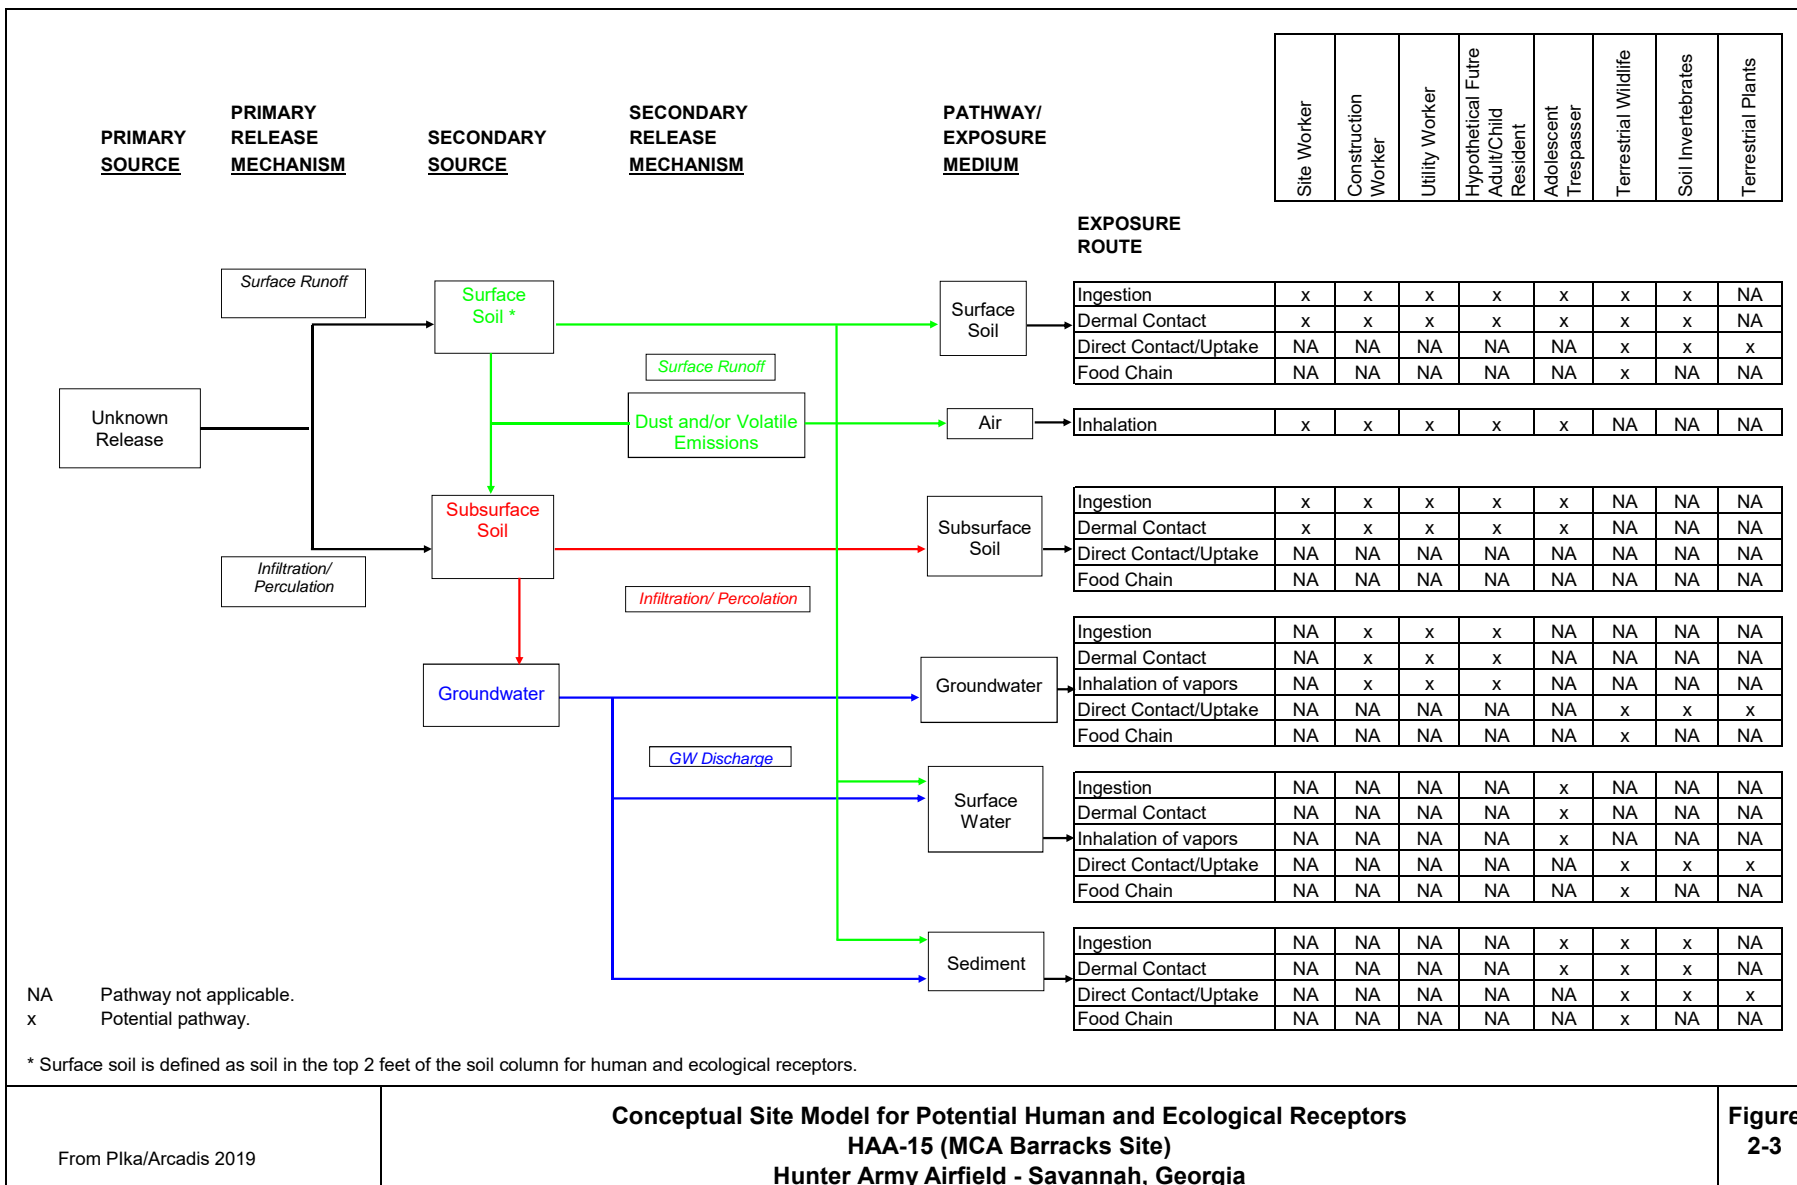 PRIMARY SOURCE
PRIMARY RELEASE MECHANISM
SECONDARY SOURCE
SECONDARY RELEASE MECHANISM
PATHWAY/ EXPOSURE MEDIUM
Site Worker
Construction Worker
Utility Worker
Hypothetical Futre Adult/Child Resident
Adolescent Trespasser
Terrestrial Wildlife
Soil Invertebrates
Terrestrial Plants
EXPOSURE
ROUTE
Surface Runoff
Surface
Soil *
Surface
Soil
Ingestion x x x x x x x NA
Dermal Contact x x x x x x x NA
Direct Contact/Uptake NA NA NA NA NA x x x
Food Chain NA NA NA NA NA x NA NA
Surface Runoff
Unknown
Release
Dust and/or Volatile
Emissions
Air
Inhalation x x x x x NA NA NA
Subsurface
Soil
Subsurface
Soil
Ingestion x x x x x NA NA NA
Dermal Contact x x x x x NA NA NA
Direct Contact/Uptake NA NA NA NA NA NA NA NA
Food Chain NA NA NA NA NA NA NA NA
Infiltration/
Perculation
Infiltration/ Percolation
Groundwater
Groundwater
Ingestion NA x x x NA NA NA NA
Dermal Contact NA x x x NA NA NA NA
Inhalation of vapors NA x x x NA NA NA NA
Direct Contact/Uptake NA NA NA NA NA x x x
Food Chain NA NA NA NA NA x NA NA
GW Discharge
Surface
Water
Ingestion NA NA NA NA x NA NA NA
Dermal Contact NA NA NA NA x NA NA NA
Inhalation of vapors NA NA NA NA x NA NA NA
Direct Contact/Uptake NA NA NA NA NA x x x
Food Chain NA NA NA NA NA x NA NA
Sediment
Ingestion NA NA NA NA x x x NA
Dermal Contact NA NA NA NA x x x NA
Direct Contact/Uptake NA NA NA NA NA x x x
Food Chain NA NA NA NA NA x NA NA
NA Pathway not applicable.
x Potential pathway.
* Surface soil is defined as soil in the top 2 feet of the soil column for human and ecological receptors.
From Plka/Arcadis 2019
Conceptual Site Model for Potential Human and Ecological Receptors
HAA-15 (MCA Barracks Site)
Hunter Army Airfield - Savannah, Georgia
Figure
2-3